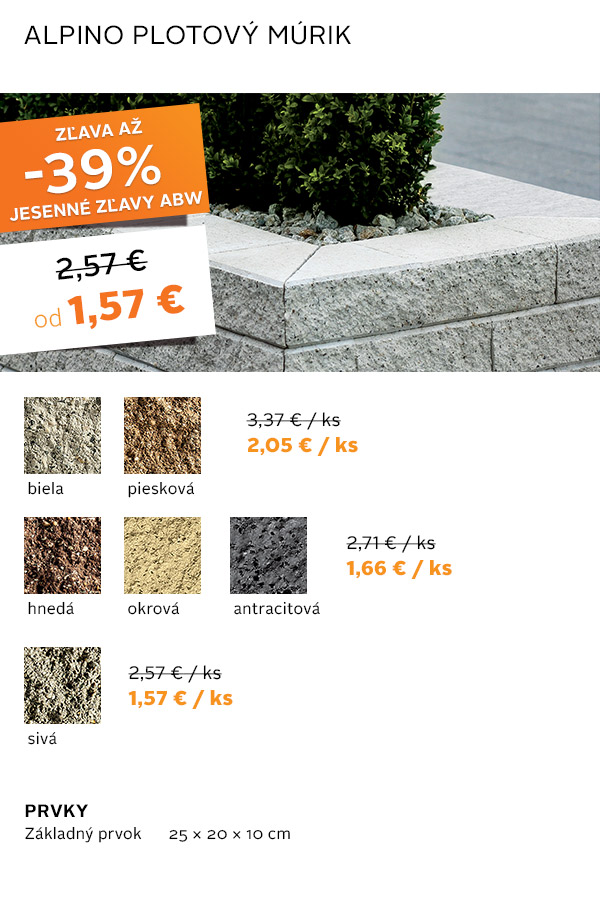 ALPINO PLOTOVÝ MÚRIK
ZĽAVA AŽ
-39%
JESENNÉ ZĽAVY ABW
2,57 €
od 1,57 €
3,37 € / ks
2,05 € / ks
biela piesková
2,71 € / ks
1,66 € / ks
hnedá okrová antracitová
2,57 € / ks
1,57 € / ks
sivá
PRVKY
Základný prvok 25 × 20 × 10 cm